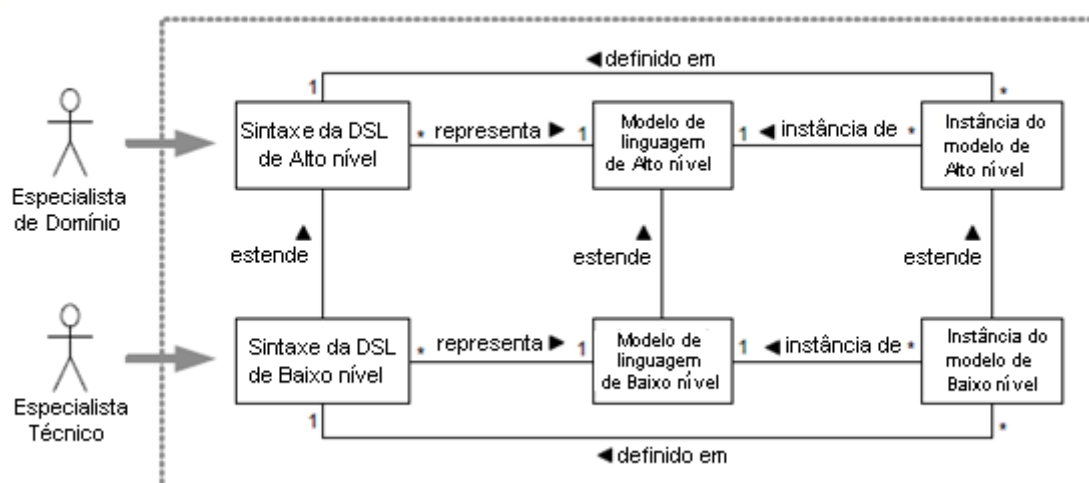 ◄ definido em
1
*
Sintaxe da DSL
de Alto nível
* representa ► 1
Modelo de
linguagem
de Alto nível
1 ◄ instância de *
Instância do
modelo de
Alto nível
Especialista
de Domínio
▲
estende
▲
estende
▲
estende
Sintaxe da DSL
de Baixo nível
* representa ► 1
Modelo de
linguagem
de Baixo nível
1 ◄ instância de *
Instância do
modelo de
Baixo nível
Especialista
Técnico
1
*
◄ definido em